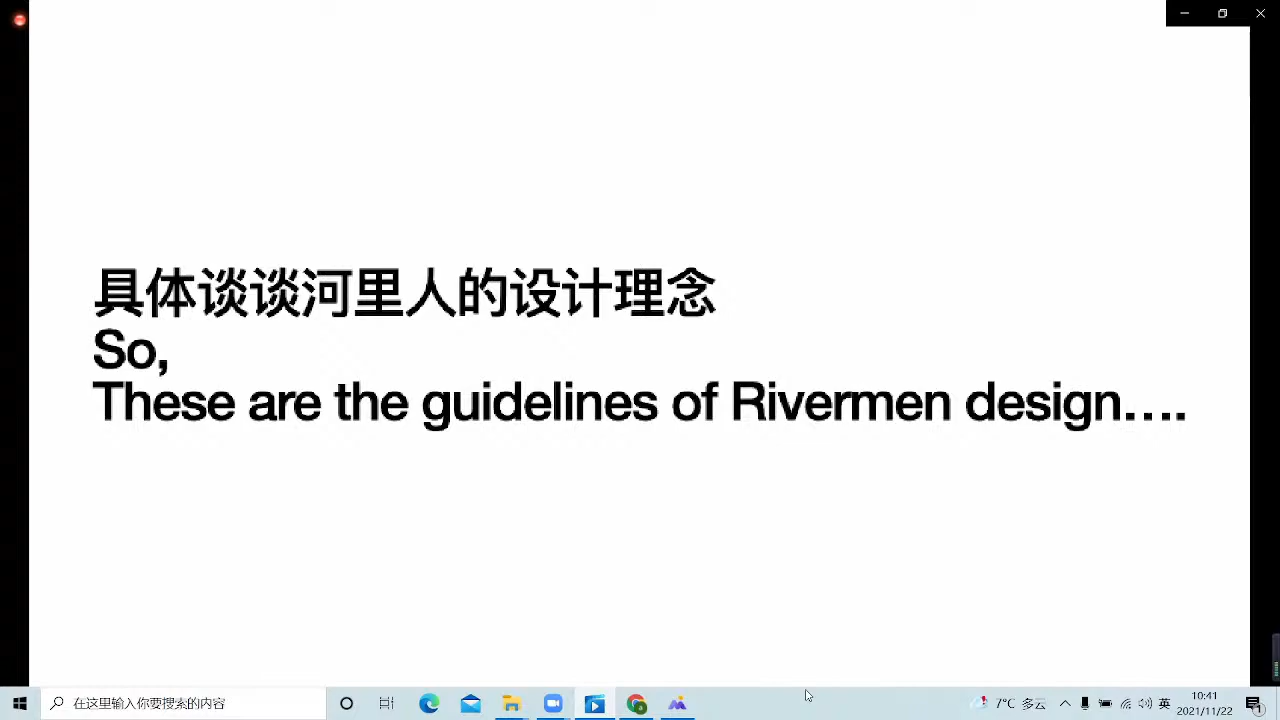 具体谈谈河里人的设计理念
So,
These are the guidelines of Rivermen design….
在这里输入你要搜索的内容
7°C 多云
英
10:41
2021/11/22
1